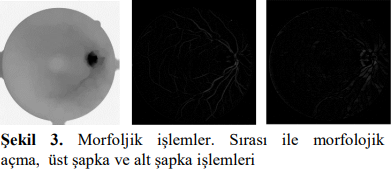 Şekil 3. Morfoljik işlemler. Sırası ile morfolojik
açma, üst şapka ve alt şapka işlemleri